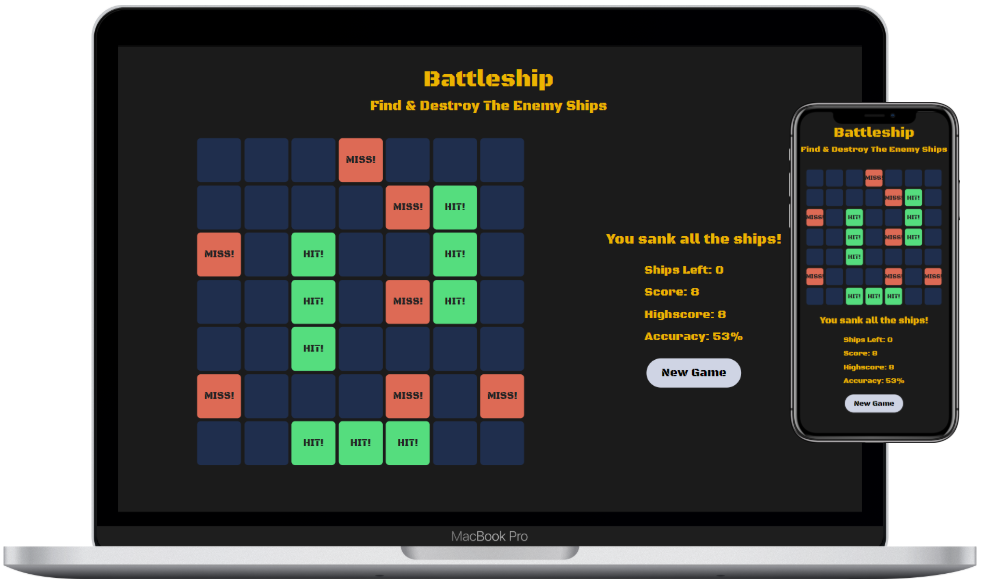 Battleship
Find & Destroy The Enemy Ships
MISS!
MISS! HIT!
MISS! HIT! HIT!
HIT! MISS! HIT!
HIT!
MISS! MISS! MISS!
HIT! HIT! HIT!
You sank all the ships!
Ships Left: 0
Score: 8
Highscore: 8
Accuracy: 53%
New Game
MacBook Pro
Battleship
Find & Destroy The Enemy Ships
MISS!
MISS! HIT!
MISS! HIT! HIT!
HIT! MISS! HIT!
HIT!
MISS! MISS! MISS!
HIT! HIT! HIT!
You sank all the ships!
Ships Left: 0
Score: 8
Highscore: 8
Accuracy: 53%
New Game